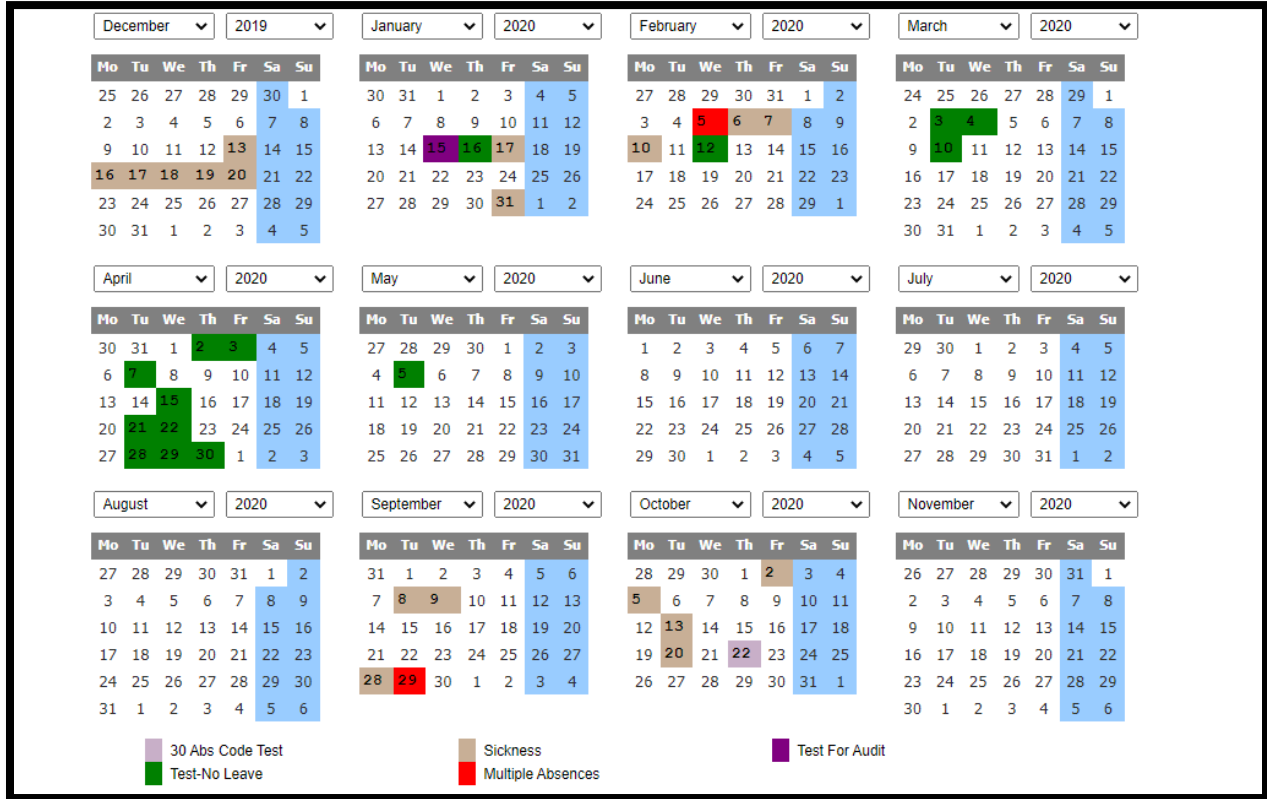 December 2019 January 2020 February 2020 March 2020
Mo Tu We Th Fr Sa Su Mo Tu We Th Fr Sa Su Mo Tu We Th Fr Sa Su Mo Tu We Th Fr Sa Su
25 26 27 28 29 30 1 30 31 1 2 3 4 5 27 28 29 30 31 1 2 24 25 26 27 28 29 1
2 3 4 5 6 7 8 6 7 8 9 10 11 12 3 4 5 6 7 8 9 2 3 4 5 6 7 8
9 10 11 12 13 14 15 13 14 15 16 17 18 19 10 11 12 13 14 15 16 9 10 11 12 13 14 15
16 17 18 19 20 21 22 20 21 22 23 24 25 26 17 18 19 20 21 22 23 16 17 18 19 20 21 22
23 24 25 26 27 28 29 27 28 29 30 31 1 2 24 25 26 27 28 29 1 23 24 25 26 27 28 29
30 31 1 2 3 4 5 30 31 1 2 3 4 5
April 2020 May 2020 June 2020 July 2020
Mo Tu We Th Fr Sa Su Mo Tu We Th Fr Sa Su Mo Tu We Th Fr Sa Su Mo Tu We Th Fr Sa Su
30 31 1 2 3 4 5 27 28 29 30 1 2 3 1 2 3 4 5 6 7 29 30 1 2 3 4 5
6 7 8 9 10 11 12 4 5 6 7 8 9 10 8 9 10 11 12 13 14 6 7 8 9 10 11 12
13 14 15 16 17 18 19 11 12 13 14 15 16 17 15 16 17 18 19 20 21 13 14 15 16 17 18 19
20 21 22 23 24 25 26 18 19 20 21 22 23 24 22 23 24 25 26 27 28 20 21 22 23 24 25 26
27 28 29 30 1 2 3 25 26 27 28 29 30 31 29 30 1 2 3 4 5 27 28 29 30 31 1 2
August 2020 September 2020 October 2020 November 2020
Mo Tu We Th Fr Sa Su Mo Tu We Th Fr Sa Su Mo Tu We Th Fr Sa Su Mo Tu We Th Fr Sa Su
27 28 29 30 31 1 2 31 1 2 3 4 5 6 28 29 30 1 2 3 4 26 27 28 29 30 31 1
3 4 5 6 7 8 9 7 8 9 10 11 12 13 5 6 7 8 9 10 11 2 3 4 5 6 7 8
10 11 12 13 14 15 16 14 15 16 17 18 19 20 12 13 14 15 16 17 18 9 10 11 12 13 14 15
17 18 19 20 21 22 23 21 22 23 24 25 26 27 19 20 21 22 23 24 25 16 17 18 19 20 21 22
24 25 26 27 28 29 30 28 29 30 1 2 3 4 26 27 28 29 30 31 1 23 24 25 26 27 28 29
31 1 2 3 4 5 6 30 1 2 3 4 5 6
30 Abs Code Test Sickness Test For Audit
Test-No Leave Multiple Absences